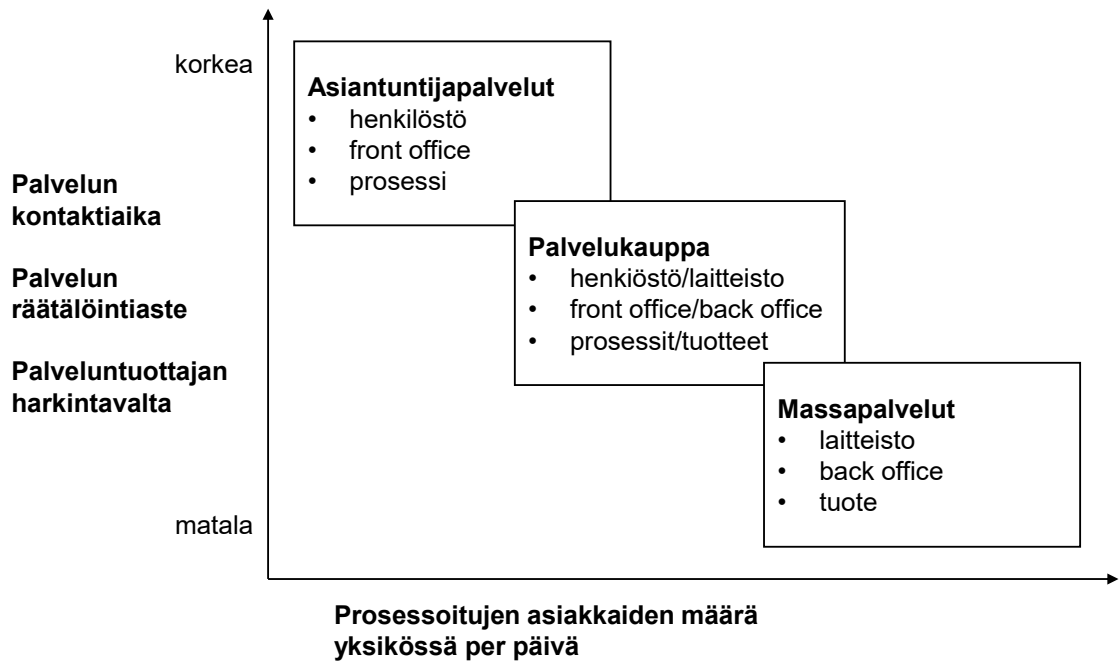 korkea
Asiantuntijapalvelut
• henkilöstö
• front office
• prosessi
Palvelun
kontaktiaika
Palvelukauppa
• henkiöstö/laitteisto
• front office/back office
• prosessit/tuotteet
Palvelun
räätälöintiaste
Palveluntuottajan
harkintavalta
Massapalvelut
• laitteisto
• back office
• tuote
matala
Prosessoitujen asiakkaiden määrä
yksikössä per päivä